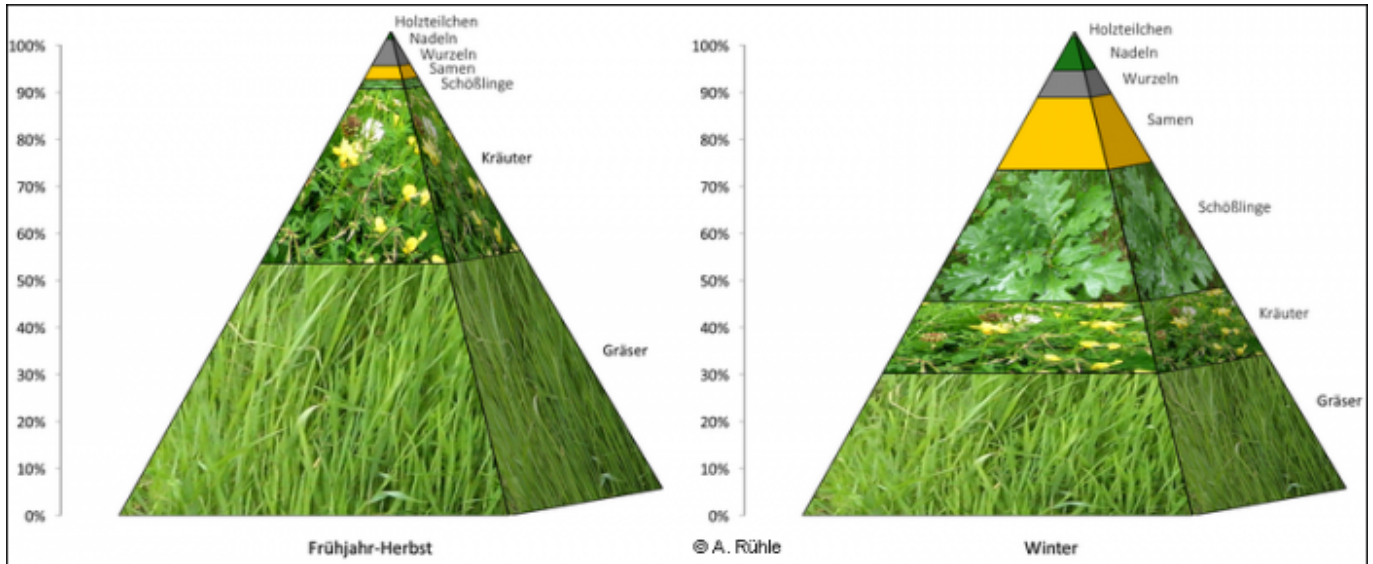 Holzteilchen
Nadeln
Wurzeln
Samen
Schößlinge
Kräuter
Gräser
100%
90%
80%
70%
60%
50%
40%
30%
20%
10%
0%
Frühjahr-Herbst
© A. Rühle
Holzteilchen
Nadeln
Wurzeln
Samen
Schößlinge
Kräuter
Gräser
100%
90%
80%
70%
60%
50%
40%
30%
20%
10%
0%
Winter